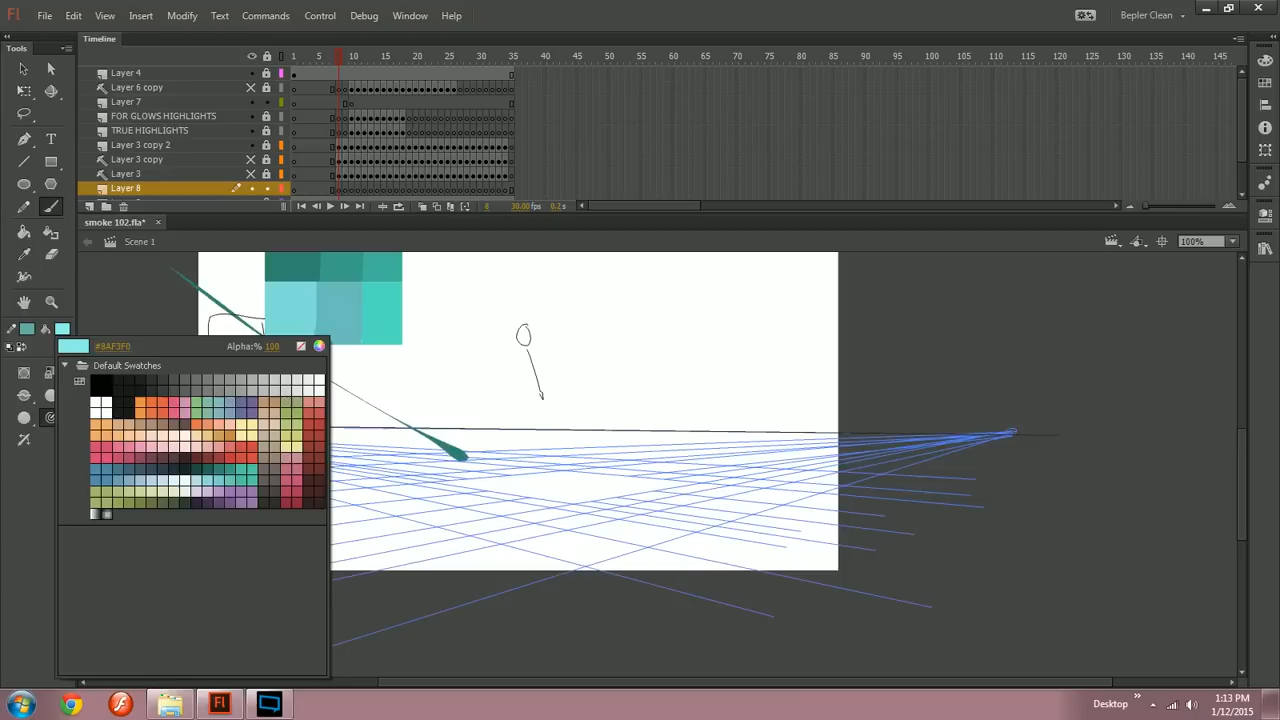 Fl File Edit View Insert Modify Text Commands Control Debug Window Help Bepler Clean
Tools Timeline
1 5 10 15 20 25 30 35 40 45 50 55 60 65 70 75 80 85 90 95 100 105 110 115 120 125 130 135 140 145
Layer 4
Layer 6 copy
Layer 7
FOR GLOWS HIGHLIGHTS
TRUE HIGHLIGHTS
Layer 3 copy 2
Layer 3 copy
Layer 3
Layer 8
8 30.00fps 0.2s
smoke 102.fla*
Scene 1 100%
#8AF3F0 Alpha:% 100
Default Swatches
Fl Desktop 1:13 PM
1/12/2015